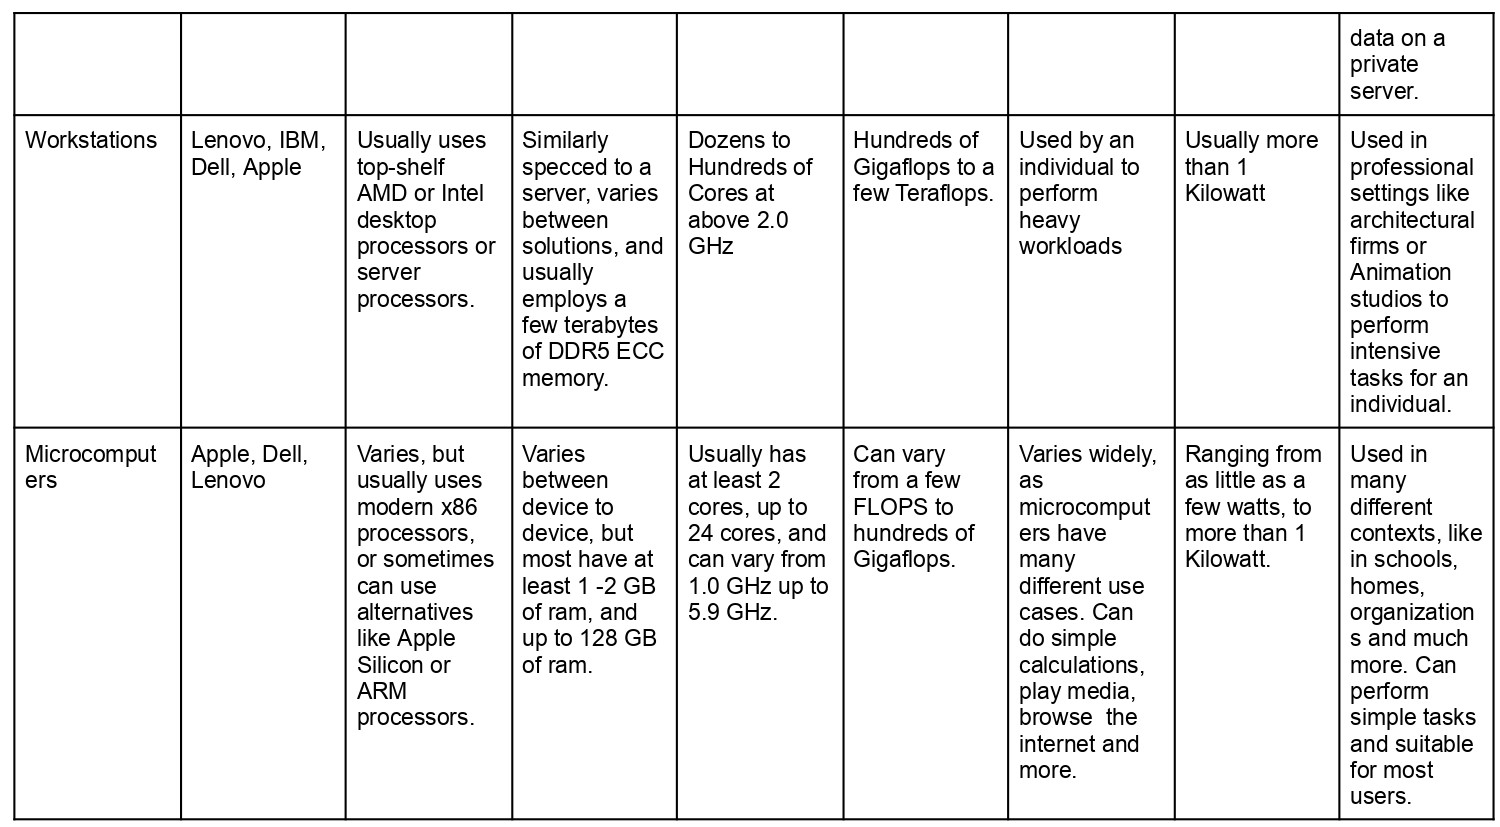 data on a
private
server.
Workstations
Lenovo, IBM,
Dell, Apple
Usually uses
top-shelf
AMD or Intel
desktop
processors or
server
processors.
Similarly
specced to a
server, varies
between
solutions, and
usually
employs a
few terabytes
of DDR5 ECC
memory.
Dozens to
Hundreds of
Cores at
above 2.0
GHz
Hundreds of
Gigaflops to a
few Teraflops.
Used by an
individual to
perform
heavy
workloads
Usually more
than 1
Kilowatt
Used in
professional
settings like
architectural
firms or
Animation
studios to
perform
intensive
tasks for an
individual.
Microcomput
ers
Apple, Dell,
Lenovo
Varies, but
usually uses
modern x86
processors,
or sometimes
can use
alternatives
like Apple
Silicon or
ARM
processors.
Varies
between
device to
device, but
most have at
least 1 -2 GB
of ram, and
up to 128 GB
of ram.
Usually has
at least 2
cores, up to
24 cores, and
can vary from
1.0 GHz up to
5.9 GHz.
Can vary
from a few
FLOPS to
hundreds of
Gigaflops.
Varies widely,
as
microcomput
ers have
many
different use
cases. Can
do simple
calculations,
play media,
browse  the
internet and
more.
Ranging from
as little as a
few watts, to
more than 1
Kilowatt.
Used in
many
different
contexts, like
in schools,
homes,
organization
s and much
more. Can
perform
simple tasks
and suitable
for most
users.